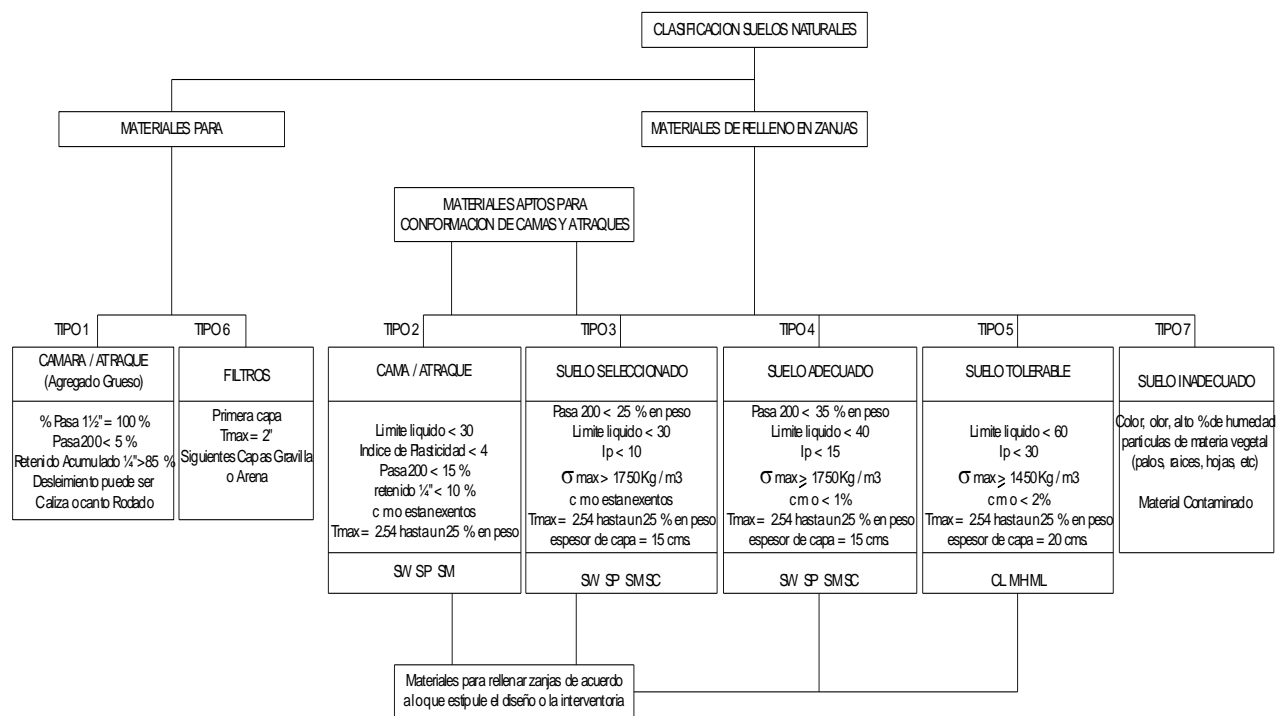 CLASIFICACION SUELOS NATURALES
MATERIALES PARA
MATERIALES DE RELLENO EN ZANJAS
MATERIALES APTOS PARA
CONFORMACION DE CAMAS Y ATRAQUES
TIPO 1
CAMARA / ATRAQUE
(Agregado Grueso)
% Pasa 1½" = 100 %
Pasa 200 < 5 %
Retenido Acumulado ¼" >85 %
Desleimiento puede ser
Caliza o canto Rodado
TIPO 6
FILTROS
Primera capa
Tmax = 2"
Siguientes Capas Gravilla
o Arena
TIPO 2
CAMA / ATRAQUE
Limite liquido < 30
Indice de Plasticidad < 4
Pasa 200 < 15 %
retenido ¼" < 10 %
c m o estan exentos
Tmax = 2.54 hasta un 25 % en peso
SW SP SM
TIPO 3
SUELO SELECCIONADO
Pasa 200 < 25 % en peso
Limite liquido < 30
Ip < 10
σ max > 1750 Kg / m3
c m o estan exentos
Tmax = 2.54 hasta un 25 % en peso
espesor de capa = 15 cms.
SW SP SM SC
TIPO 4
SUELO ADECUADO
Pasa 200 < 35 % en peso
Limite liquido < 40
Ip < 15
σ max ≥ 1750 Kg / m3
c m o < 1%
Tmax = 2.54 hasta un 25 % en peso
espesor de capa = 15 cms.
SW SP SM SC
TIPO 5
SUELO TOLERABLE
Limite liquido < 60
Ip < 30
σ max ≥ 1450 Kg / m3
c m o < 2%
Tmax = 2.54 hasta un 25 % en peso
espesor de capa = 20 cms.
CL MH ML
TIPO 7
SUELO INADECUADO
Color, olor, alto % de humedad
particulas de materia vegetal
(palos, raices, hojas, etc)
Material Contaminado
Materiales para rellenar zanjas de acuerdo
a lo que estipule el diseño o la interventoria